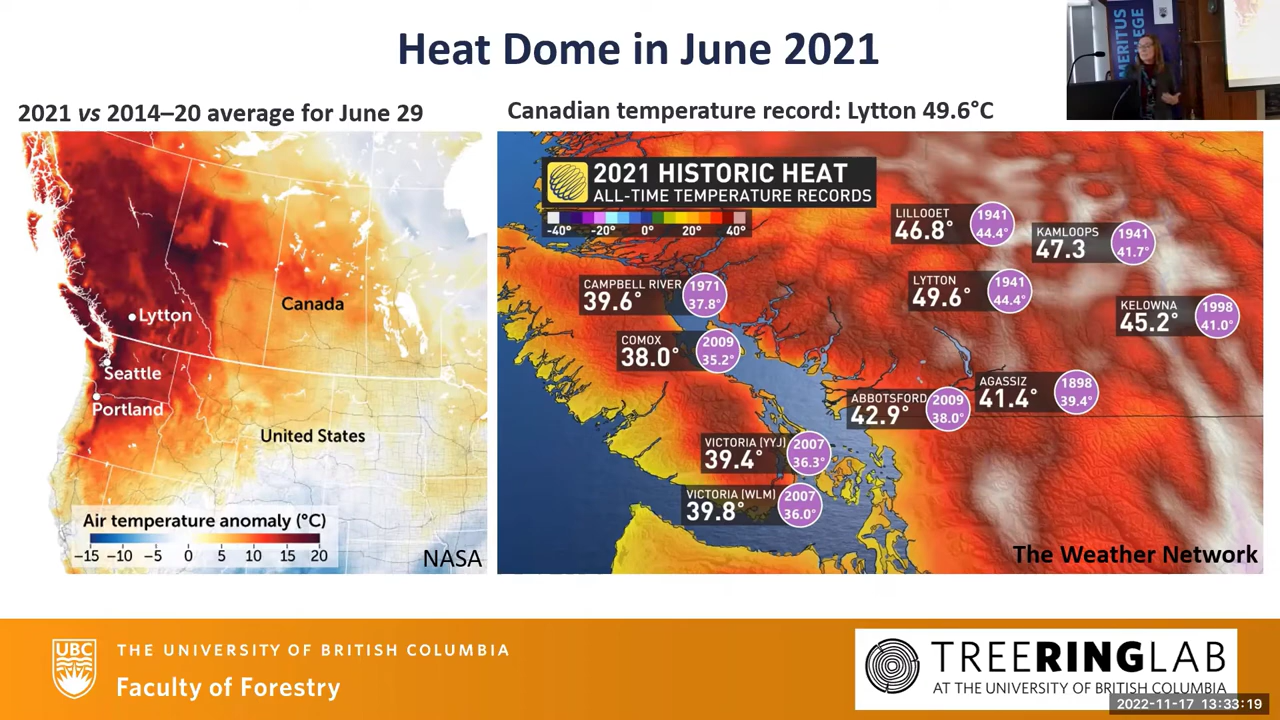 Heat Dome in June 2021
MERITUS
LLEGE
2021 vs 2014–20 average for June 29
Lytton
Canada
Seattle
Portland
United States
Air temperature anomaly (°C)
−15 −10 −5 0 5 10 15 20
NASA
Canadian temperature record: Lytton 49.6°C
2021 HISTORIC HEAT
ALL-TIME TEMPERATURE RECORDS
-40° -20° 0° 20° 40°
LILLOOET
46.8°
1941
44.4°
KAMLOOPS
47.3
1941
41.7°
CAMPBELL RIVER
39.6°
1971
37.8°
LYTTON
49.6°
1941
44.4°
KELOWNA
45.2°
1998
41.0°
COMOX
38.0°
2009
35.2°
ABBOTSFORD
42.9°
2009
38.0°
AGASSIZ
41.4°
1898
39.4°
VICTORIA (YYJ)
39.4°
2007
36.3°
VICTORIA (WLM)
39.8°
2007
36.0°
The Weather Network
UBC
THE UNIVERSITY OF BRITISH COLUMBIA
Faculty of Forestry
TREERINGLAB
AT THE UNIVERSITY OF BRITISH COLUMBIA
2022-11-17 13:33:19